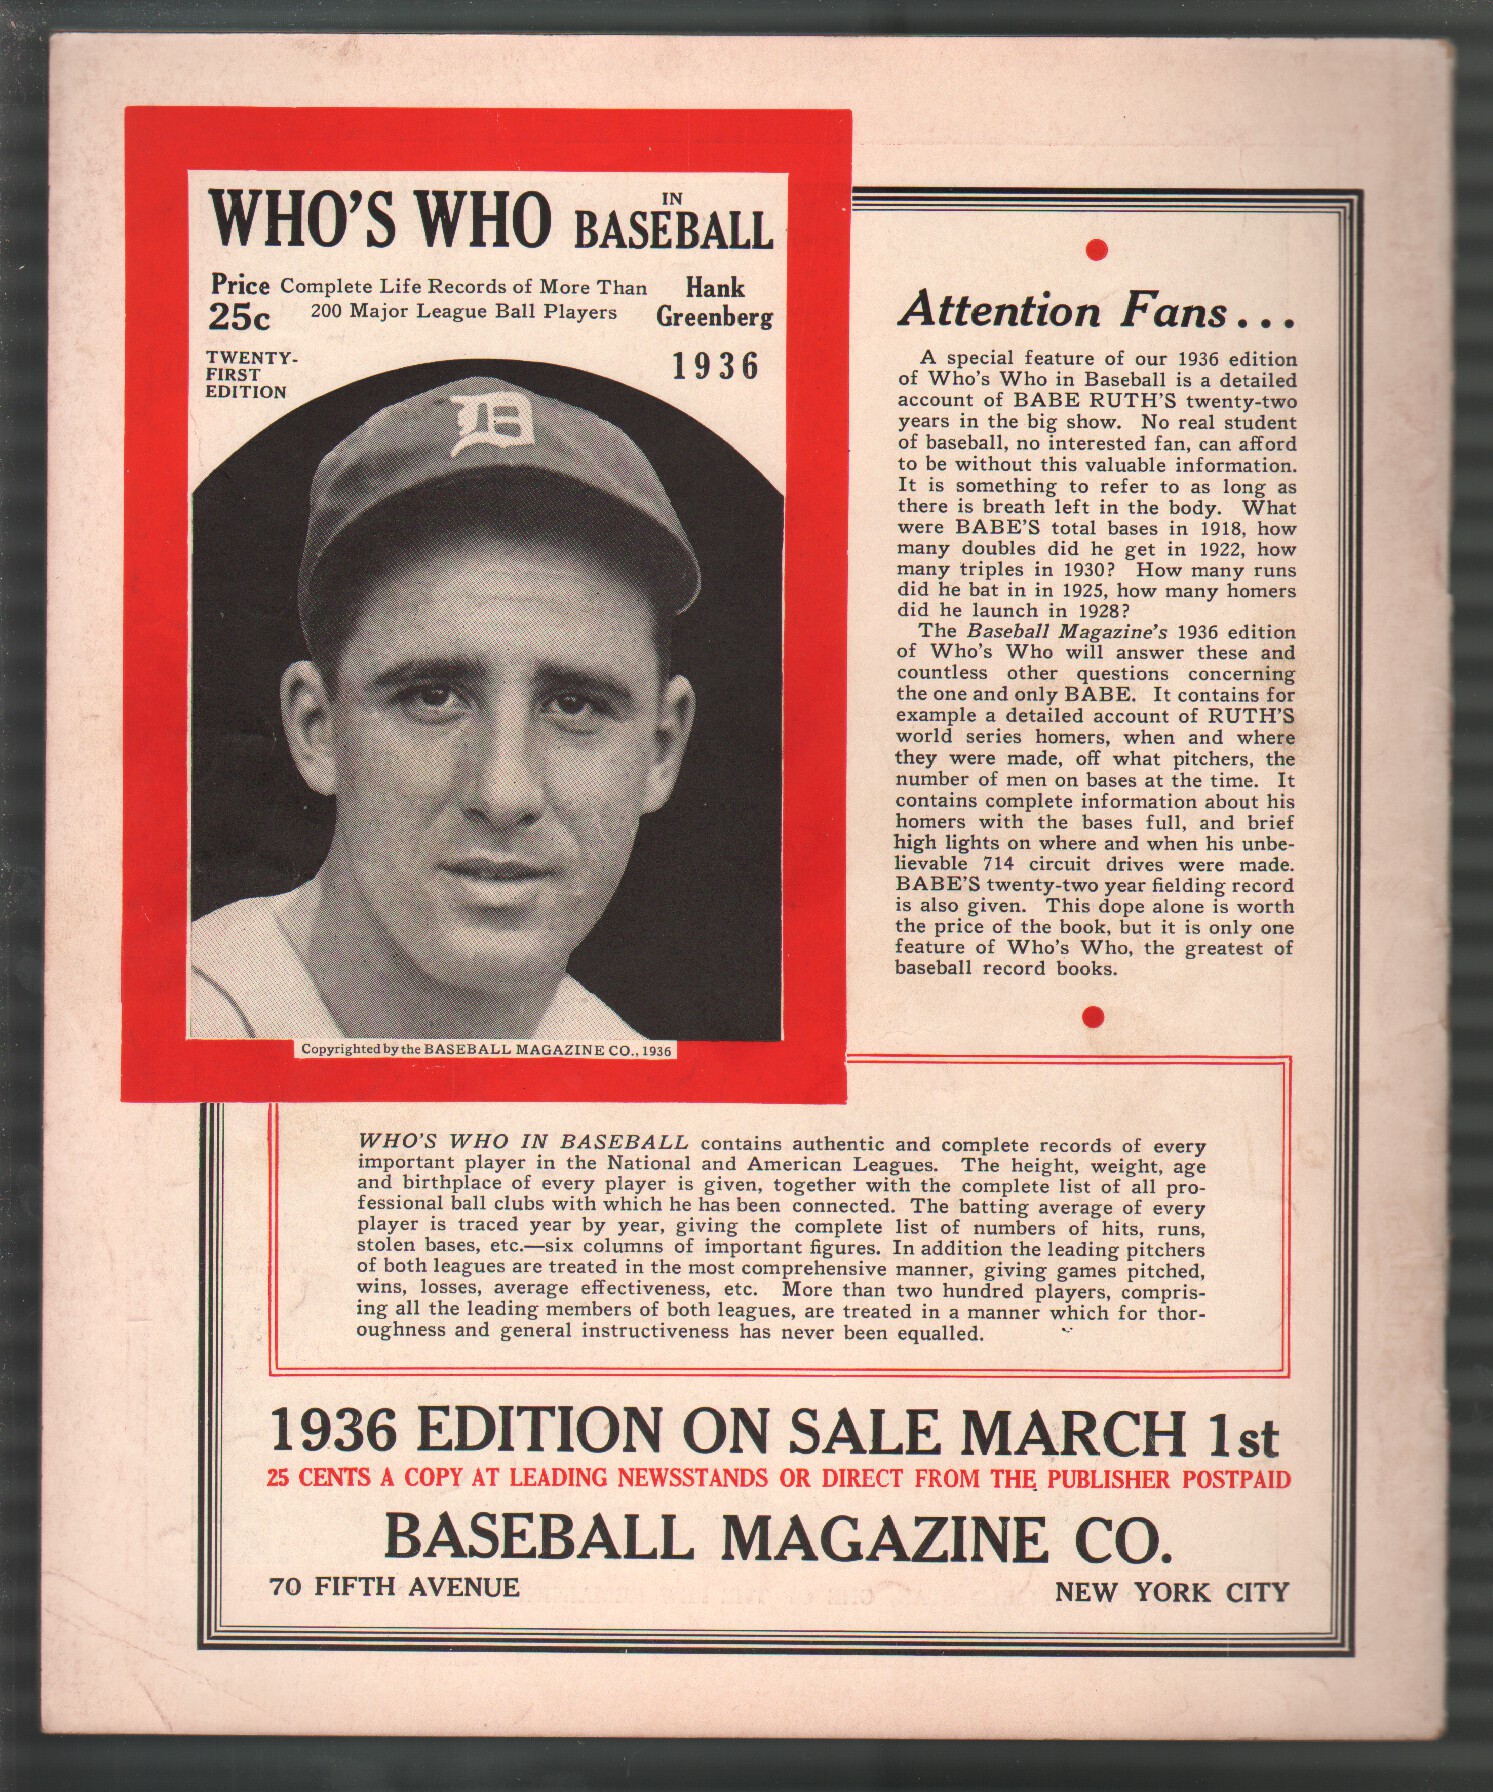 WHO'S WHO IN BASEBALL
Price 25c
Complete Life Records of More Than
200 Major League Ball Players
Hank
Greenberg
1936
TWENTY-
FIRST
EDITION
D
Copyrighted by the BASEBALL MAGAZINE CO., 1936
Attention Fans...
A special feature of our 1936 edition
of Who's Who in Baseball is a detailed
account of BABE RUTH'S twenty-two
years in the big show. No real student
of baseball, no interested fan, can afford
to be without this valuable information.
It is something to refer to as long as
there is breath left in the body. What
were BABE'S total bases in 1918, how
many doubles did he get in 1922, how
many triples in 1930? How many runs
did he bat in in 1925, how many homers
did he launch in 1928?
The Baseball Magazine's 1936 edition
of Who's Who will answer these and
countless other questions concerning
the one and only BABE. It contains for
example a detailed account of RUTH'S
world series homers, when and where
they were made, off what pitchers, the
number of men on bases at the time. It
contains complete information about his
homers with the bases full, and brief
high lights on where and when his unbe-
lievable 714 circuit drives were made.
BABE'S twenty-two year fielding record
is also given. This dope alone is worth
the price of the book, but it is only one
feature of Who's Who, the greatest of
baseball record books.
WHO'S WHO IN BASEBALL contains authentic and complete records of every
important player in the National and American Leagues. The height, weight, age
and birthplace of every player is given, together with the complete list of all pro-
fessional ball clubs with which he has been connected. The batting average of every
player is traced year by year, giving the complete list of numbers of hits, runs,
stolen bases, etc.—six columns of important figures. In addition the leading pitchers
of both leagues are treated in the most comprehensive manner, giving games pitched,
wins, losses, average effectiveness, etc. More than two hundred players, compris-
ing all the leading members of both leagues, are treated in a manner which for thor-
oughness and general instructiveness has never been equalled.
1936 EDITION ON SALE MARCH 1st
25 CENTS A COPY AT LEADING NEWSSTANDS OR DIRECT FROM THE PUBLISHER POSTPAID
BASEBALL MAGAZINE CO.
70 FIFTH AVENUE
NEW YORK CITY